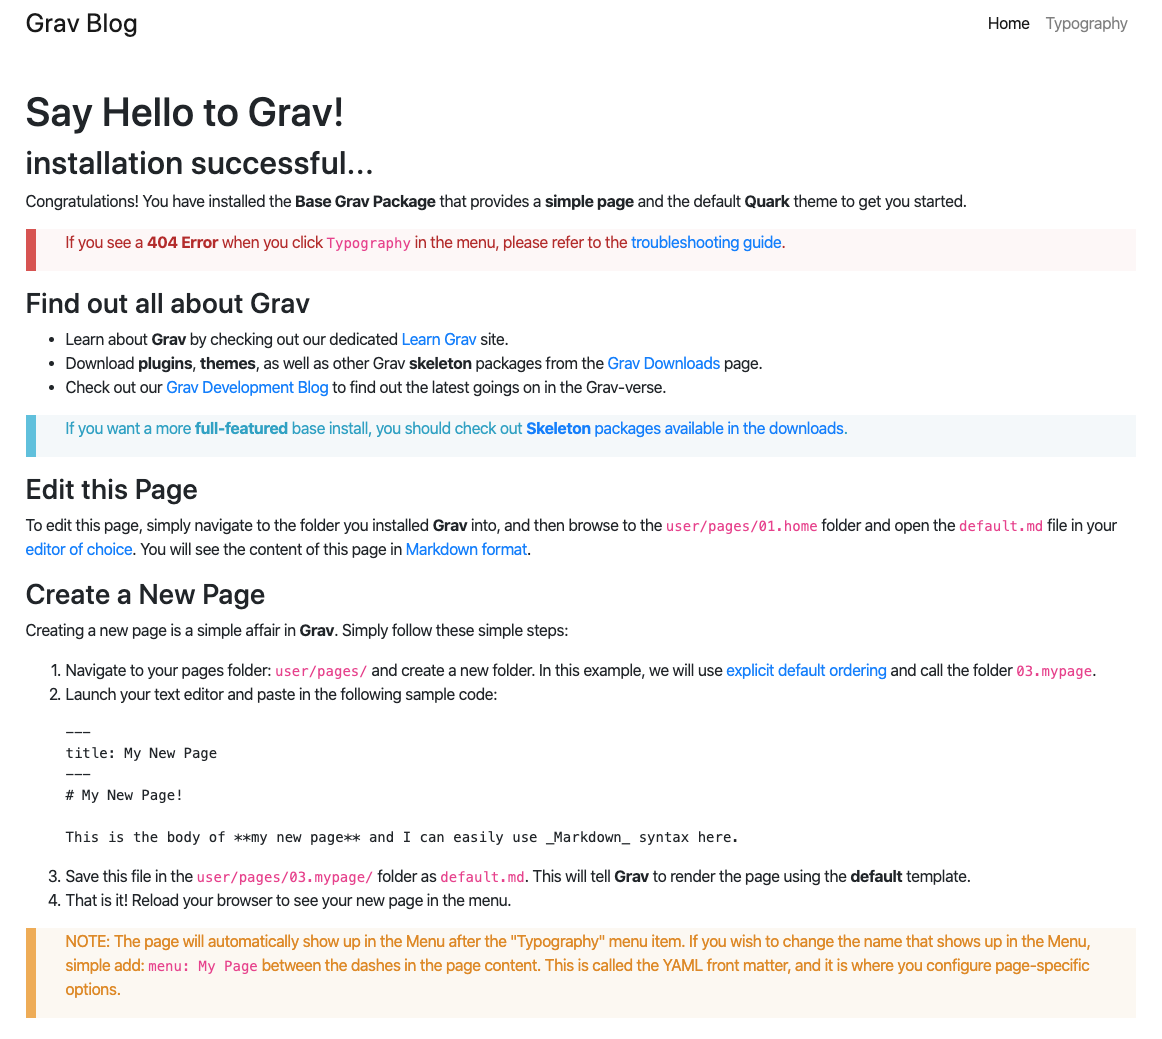 Grav Blog
Home Typography
Say Hello to Grav!
installation successful...
Congratulations! You have installed the Base Grav Package that provides a simple page and the default Quark theme to get you started.
If you see a 404 Error when you click Typography in the menu, please refer to the troubleshooting guide.
Find out all about Grav
• Learn about Grav by checking out our dedicated Learn Grav site.
• Download plugins, themes, as well as other Grav skeleton packages from the Grav Downloads page.
• Check out our Grav Development Blog to find out the latest goings on in the Grav-verse.
If you want a more full-featured base install, you should check out Skeleton packages available in the downloads.
Edit this Page
To edit this page, simply navigate to the folder you installed Grav into, and then browse to the user/pages/01.home folder and open the default.md file in your
editor of choice. You will see the content of this page in Markdown format.
Create a New Page
Creating a new page is a simple affair in Grav. Simply follow these simple steps:
1. Navigate to your pages folder: user/pages/ and create a new folder. In this example, we will use explicit default ordering and call the folder 03.mypage.
2. Launch your text editor and paste in the following sample code:
---
title: My New Page
---
# My New Page!
This is the body of **my new page** and I can easily use _Markdown_ syntax here.
3. Save this file in the user/pages/03.mypage/ folder as default.md. This will tell Grav to render the page using the default template.
4. That is it! Reload your browser to see your new page in the menu.
NOTE: The page will automatically show up in the Menu after the "Typography" menu item. If you wish to change the name that shows up in the Menu,
simple add: menu: My Page between the dashes in the page content. This is called the YAML front matter, and it is where you configure page-specific
options.